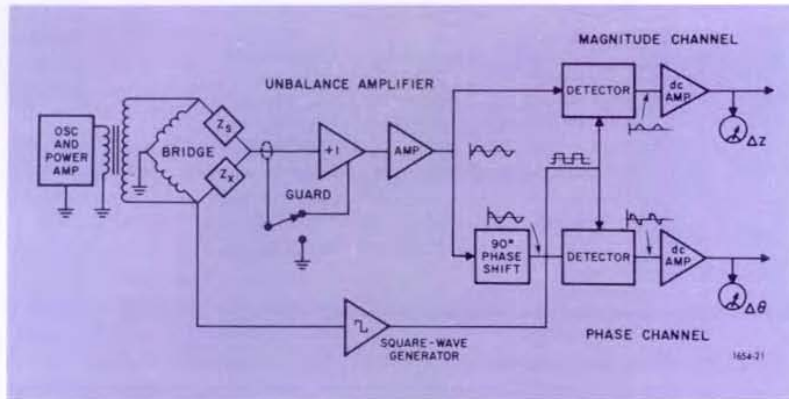 MAGNITUDE CHANNEL
UNBALANCE AMPLIFIER
DETECTOR
dc
AMP
ΔZ
OSC
AND
POWER
AMP
BRIDGE
Zs
Zx
+1
AMP
GUARD
90°
PHASE
SHIFT
DETECTOR
dc
AMP
Δθ
SQUARE-WAVE
GENERATOR
PHASE CHANNEL
1654-21